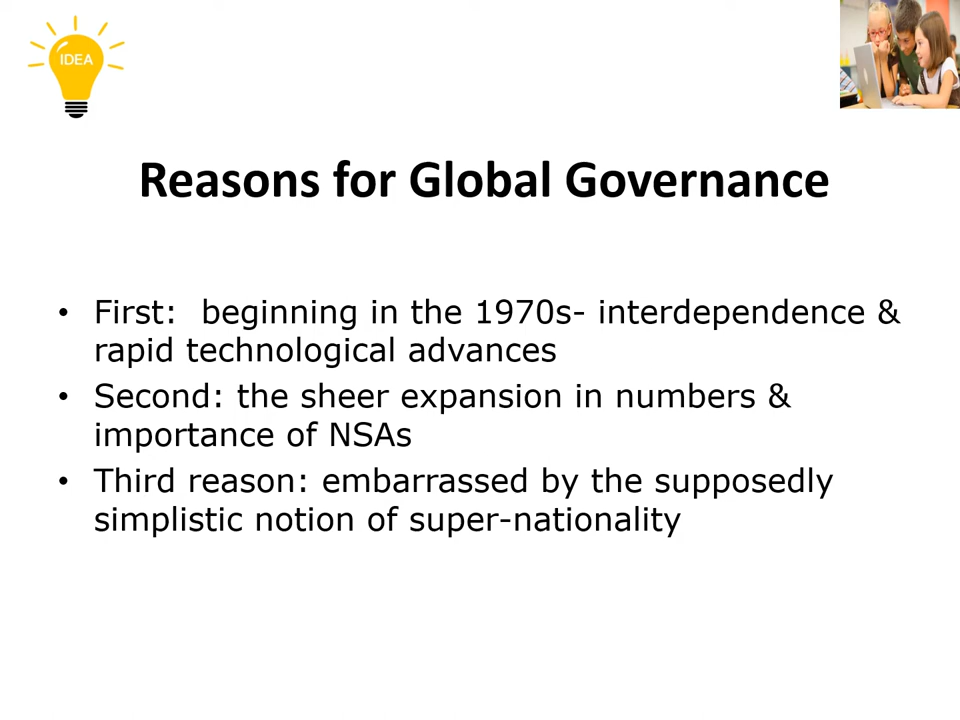 IDEA
Reasons for Global Governance
• First:  beginning in the 1970s- interdependence &
rapid technological advances
• Second: the sheer expansion in numbers &
importance of NSAs
• Third reason: embarrassed by the supposedly
simplistic notion of super-nationality